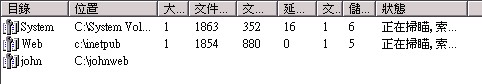 目錄 位置 大... 文件... 文... 延... 文... 儲... 狀態
System C:\System Vol... 1 1863 352 16 1 6 正在掃瞄,索...
Web c:\inetpub 1 1854 880 0 1 5 正在掃瞄,索...
john C:\johnweb